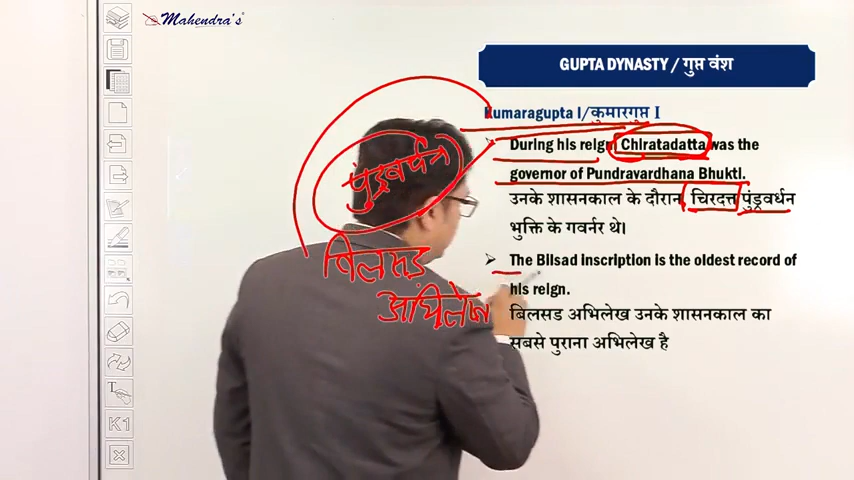 Mahendra's
GUPTA DYNASTY / गुप्त वंश
Kumaragupta I/कुमारगुप्त I
During his reign Chiratadatta was the
governor of Pundravardhana Bhukti.
उनके शासनकाल के दौरान, चिरदत्त पुंड्रवर्धन
भुक्ति के गवर्नर थे।
The Bilsad inscription is the oldest record of
his reign.
बिलसड अभिलेख उनके शासनकाल का
सबसे पुराना अभिलेख है
पुंड्रवर्धन
बिलसड़
अभिलेख
K1